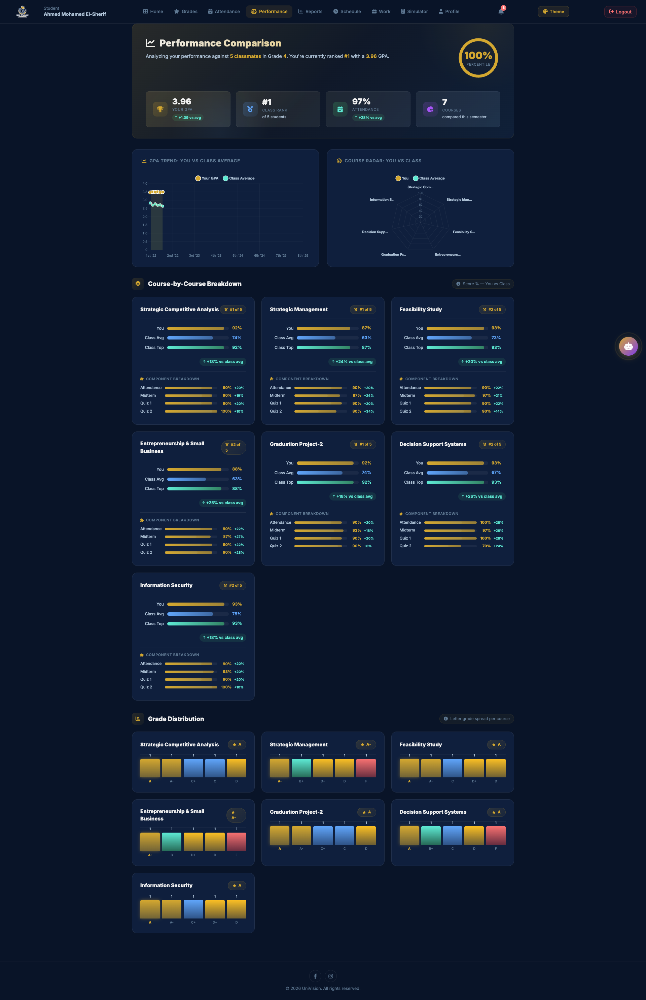 Student
Ahmed Mohamed El-Sherif
Home
Grades
Attendance
Performance
Reports
Schedule
Work
Simulator
Profile
8
Theme
Logout
Performance Comparison
Analyzing your performance against 5 classmates in Grade 4. You're currently ranked #1 with a 3.96 GPA.
100%
PERCENTILE
3.96
YOUR GPA
↑ +1.39 vs avg
#1
CLASS RANK
of 5 students
97%
ATTENDANCE
↑ +28% vs avg
7
COURSES
compared this semester
GPA TREND: YOU VS CLASS AVERAGE
Your GPA Class Average
4.0
3.5
3.0
2.5
2.0
1.5
1.0
0.5
0
1st '22 2nd '22 3rd '23 4th '23 5th '24 6th '24 7th '25 8th '25
COURSE RADAR: YOU VS CLASS
You Class Average
Strategic Com...
Information S... Strategic Man...
100
80
60
40
20
Decision Supp... Feasibility S...
Graduation Pr... Entrepreneurs...
Course-by-Course Breakdown
Score % — You vs Class
Strategic Competitive Analysis #1 of 5
You 92%
Class Avg 74%
Class Top 92%
↑ +18% vs class avg
COMPONENT BREAKDOWN
Attendance 90% +20%
Midterm 90% +19%
Quiz 1 90% +20%
Quiz 2 100% +10%
Strategic Management #1 of 5
You 87%
Class Avg 63%
Class Top 87%
↑ +24% vs class avg
COMPONENT BREAKDOWN
Attendance 90% +20%
Midterm 87% +24%
Quiz 1 90% +20%
Quiz 2 80% +34%
Feasibility Study #2 of 5
You 93%
Class Avg 73%
Class Top 93%
↑ +20% vs class avg
COMPONENT BREAKDOWN
Attendance 90% +22%
Midterm 97% +21%
Quiz 1 90% +22%
Quiz 2 90% +14%
Entrepreneurship & Small
Business
#2 of
5
You 88%
Class Avg 63%
Class Top 88%
↑ +25% vs class avg
COMPONENT BREAKDOWN
Attendance 90% +22%
Midterm 87% +27%
Quiz 1 90% +22%
Quiz 2 90% +28%
Graduation Project-2 #1 of 5
You 92%
Class Avg 74%
Class Top 92%
↑ +18% vs class avg
COMPONENT BREAKDOWN
Attendance 90% +20%
Midterm 93% +18%
Quiz 1 90% +20%
Quiz 2 90% +8%
Decision Support Systems #2 of 5
You 93%
Class Avg 67%
Class Top 93%
↑ +26% vs class avg
COMPONENT BREAKDOWN
Attendance 100% +28%
Midterm 97% +26%
Quiz 1 100% +28%
Quiz 2 70% +24%
Information Security #2 of 5
You 93%
Class Avg 75%
Class Top 93%
↑ +18% vs class avg
COMPONENT BREAKDOWN
Attendance 90% +20%
Midterm 93% +20%
Quiz 1 90% +20%
Quiz 2 100% +10%
Grade Distribution
Letter grade spread per course
Strategic Competitive Analysis A
1 1 1 1 1
A A- C+ C D
Strategic Management A-
1 1 1 1 1
A- B+ D+ D F
Feasibility Study A
1 1 1 1 1
A A- C D+ D
Entrepreneurship & Small
Business
A-
1 1 1 1 1
A- B D+ D F
Graduation Project-2 A
1 1 1 1 1
A A- C+ C D
Decision Support Systems A
1 1 1 1 1
A B+ C D F
Information Security A
1 1 1 1 1
A A- C+ D+ D
© 2026 UniVision. All rights reserved.